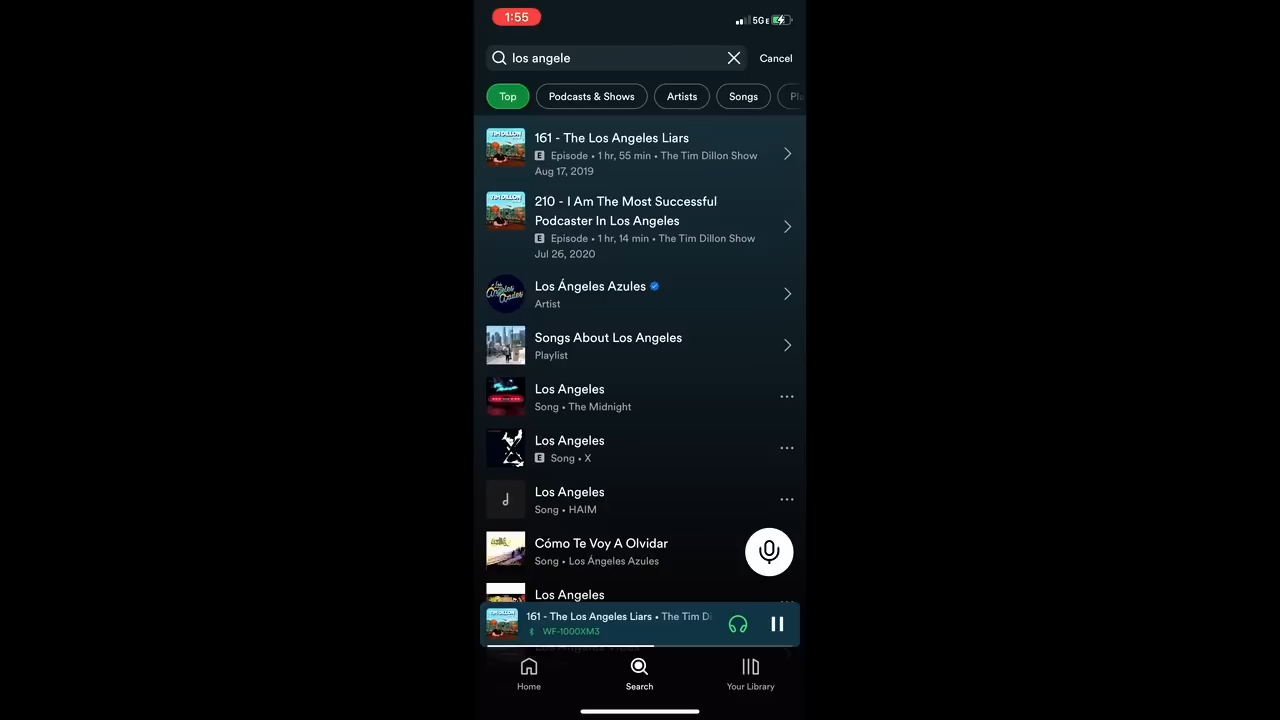 1:55
5GE
los angele
Cancel
Top
Podcasts & Shows
Artists
Songs
161 - The Los Angeles Liars
E Episode • 1 hr, 55 min • The Tim Dillon Show
Aug 17, 2019
210 - I Am The Most Successful
Podcaster In Los Angeles
E Episode • 1 hr, 14 min • The Tim Dillon Show
Jul 26, 2020
Los Ángeles Azules
Artist
Songs About Los Angeles
Playlist
Los Angeles
Song • The Midnight
Los Angeles
E Song • X
Los Angeles
Song • HAIM
Cómo Te Voy A Olvidar
Song • Los Ángeles Azules
Los Angeles
161 - The Los Angeles Liars • The Tim Di
WF-1000XM3
Home
Search
Your Library